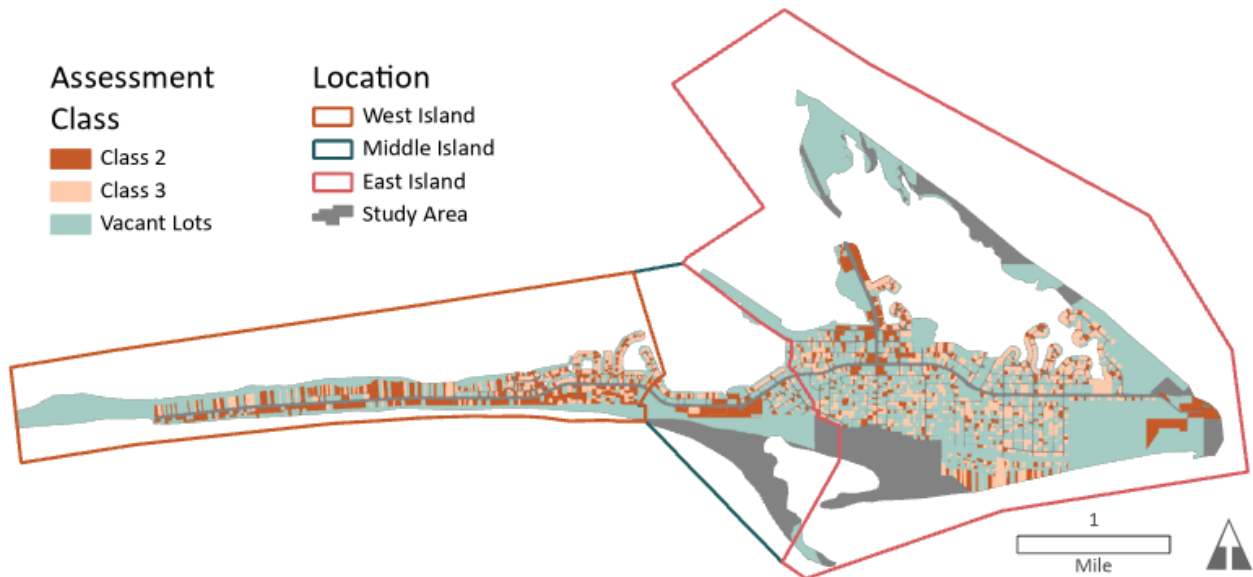 Assessment
Class
Class 2
Class 3
Vacant Lots
Location
West Island
Middle Island
East Island
Study Area
1
Mile